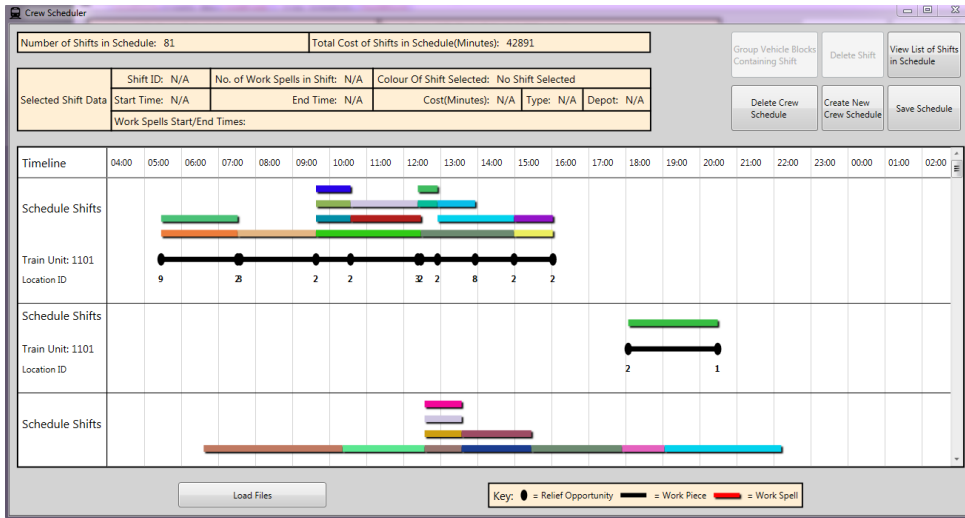 Crew Scheduler
Number of Shifts in Schedule: 81 Total Cost of Shifts in Schedule(Minutes): 42891
Group Vehicle Blocks Containing Shift
Delete Shift
View List of Shifts in Schedule
Selected Shift Data
Shift ID: N/A No. of Work Spells in Shift: N/A Colour Of Shift Selected: No Shift Selected
Start Time: N/A End Time: N/A Cost(Minutes): N/A Type: N/A Depot: N/A
Work Spells Start/End Times:
Delete Crew Schedule
Create New Crew Schedule
Save Schedule
Timeline 04:00 05:00 06:00 07:00 08:00 09:00 10:00 11:00 12:00 13:00 14:00 15:00 16:00 17:00 18:00 19:00 20:00 21:00 22:00 23:00 00:00 01:00 02:00
Schedule Shifts
Train Unit: 1101
Location ID 9 2 3 2 2 3 2 2 8 2 2
Schedule Shifts
Train Unit: 1101
Location ID 2 1
Schedule Shifts
Load Files
Key: = Relief Opportunity = Work Piece = Work Spell